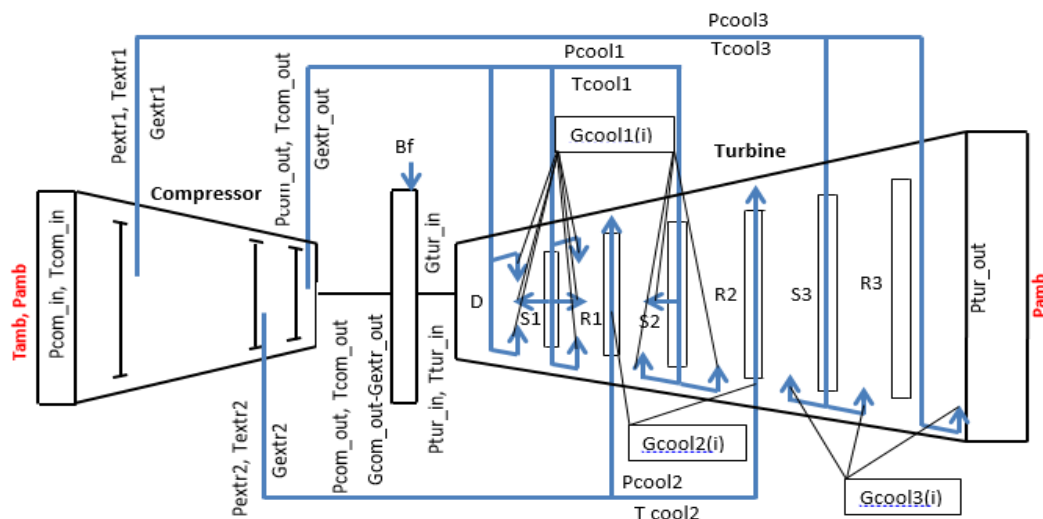 Pcool3
Tcool3
Pcool1
Tcool1
Pextr1, Textr1
Gextr1
Pcom_out, Tcom_out
Gextr_out
Gcool1(i)
Bf
Turbine
Compressor
Tamb, Pamb
Pcom_in, Tcom_in
Gtur_in
Ptur_in, Ttur_in
D
S1
R1
S2
R2
S3
R3
Ptur_out
Pamb
Pextr2, Textr2
Gextr2
Pcom_out, Tcom_out
Gcom_out-Gextr_out
Gcool2(i)
Pcool2
T cool2
Gcool3(i)